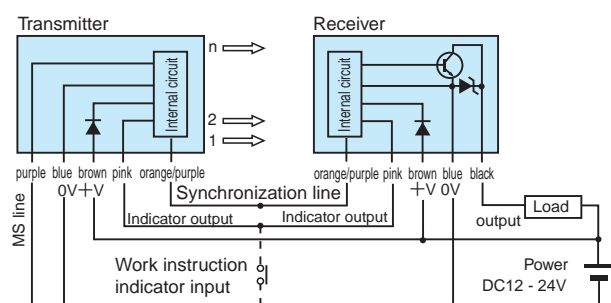 Transmitter
Receiver
n
Internal circuit
2
1
Internal circuit
purple blue brown pink orange/purple
orange/purple pink brown blue black
0V +V
+V 0V
MS line
Synchronization line
Indicator output
Indicator output
output
Load
Work instruction
indicator input
Power
DC12 - 24V